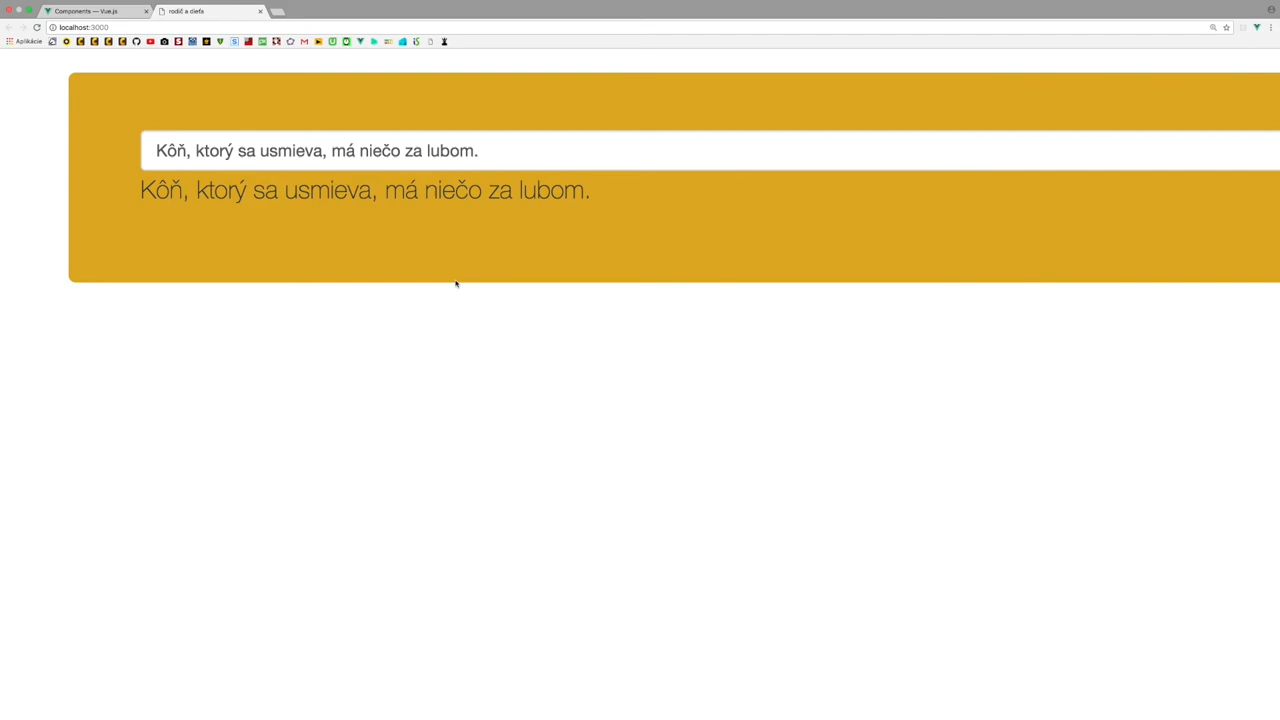 Components — Vue.js
rodič a dieťa
localhost:3000
Aplikácie
Kôň, ktorý sa usmieva, má niečo za lubom.
Kôň, ktorý sa usmieva, má niečo za lubom.